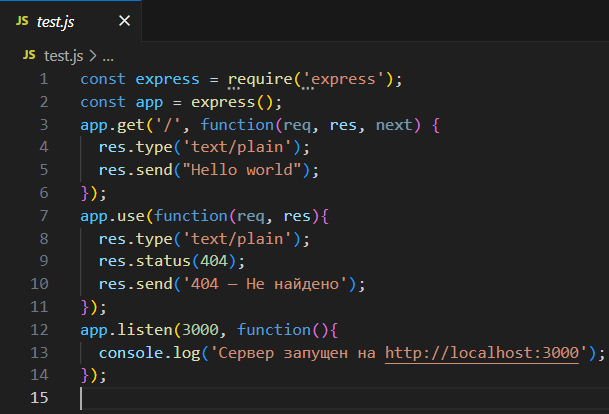 JS test.js ×
JS test.js > ...
1 const express = require('express');
2 const app = express();
3 app.get('/', function(req, res, next) {
4   res.type('text/plain');
5   res.send("Hello world");
6 });
7 app.use(function(req, res){
8   res.type('text/plain');
9   res.status(404);
10   res.send('404 — Не найдено');
11 });
12 app.listen(3000, function(){
13   console.log('Сервер запущен на http://localhost:3000');
14 });
15